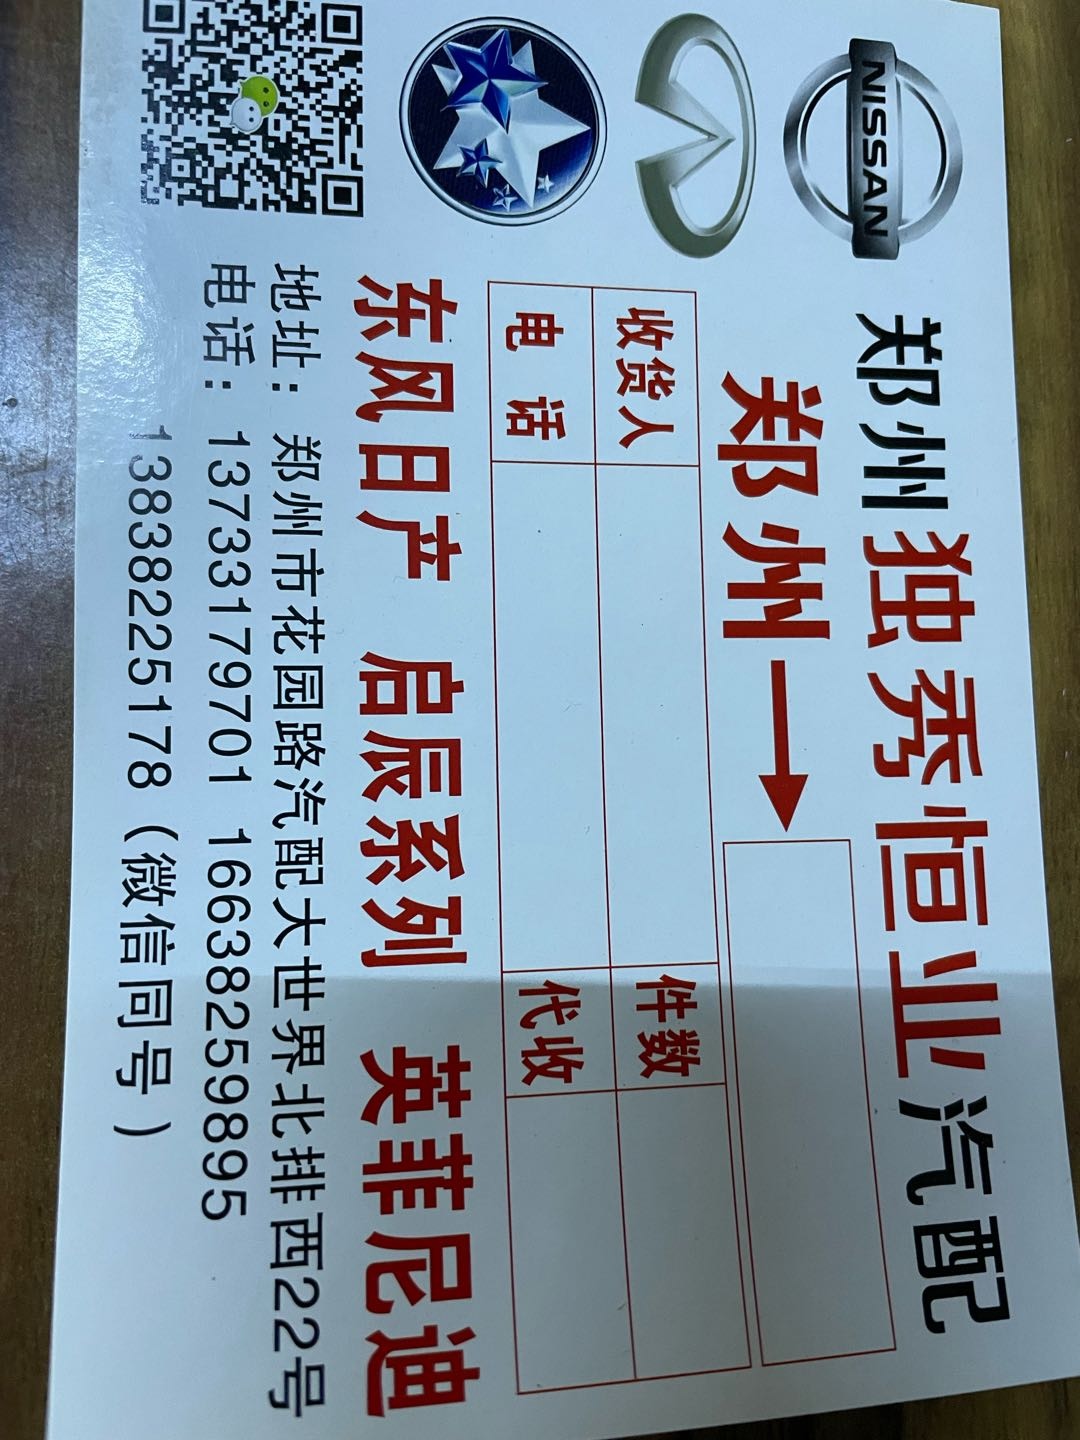 NISSAN
郑州独秀恒业汽配
郑州
收货人 件数
电话 代收
东风日产 启辰系列 英菲尼迪
地址：郑州市花园路汽配大世界北排西22号
电话：13733179701 16638259895
13838225178（微信同号）